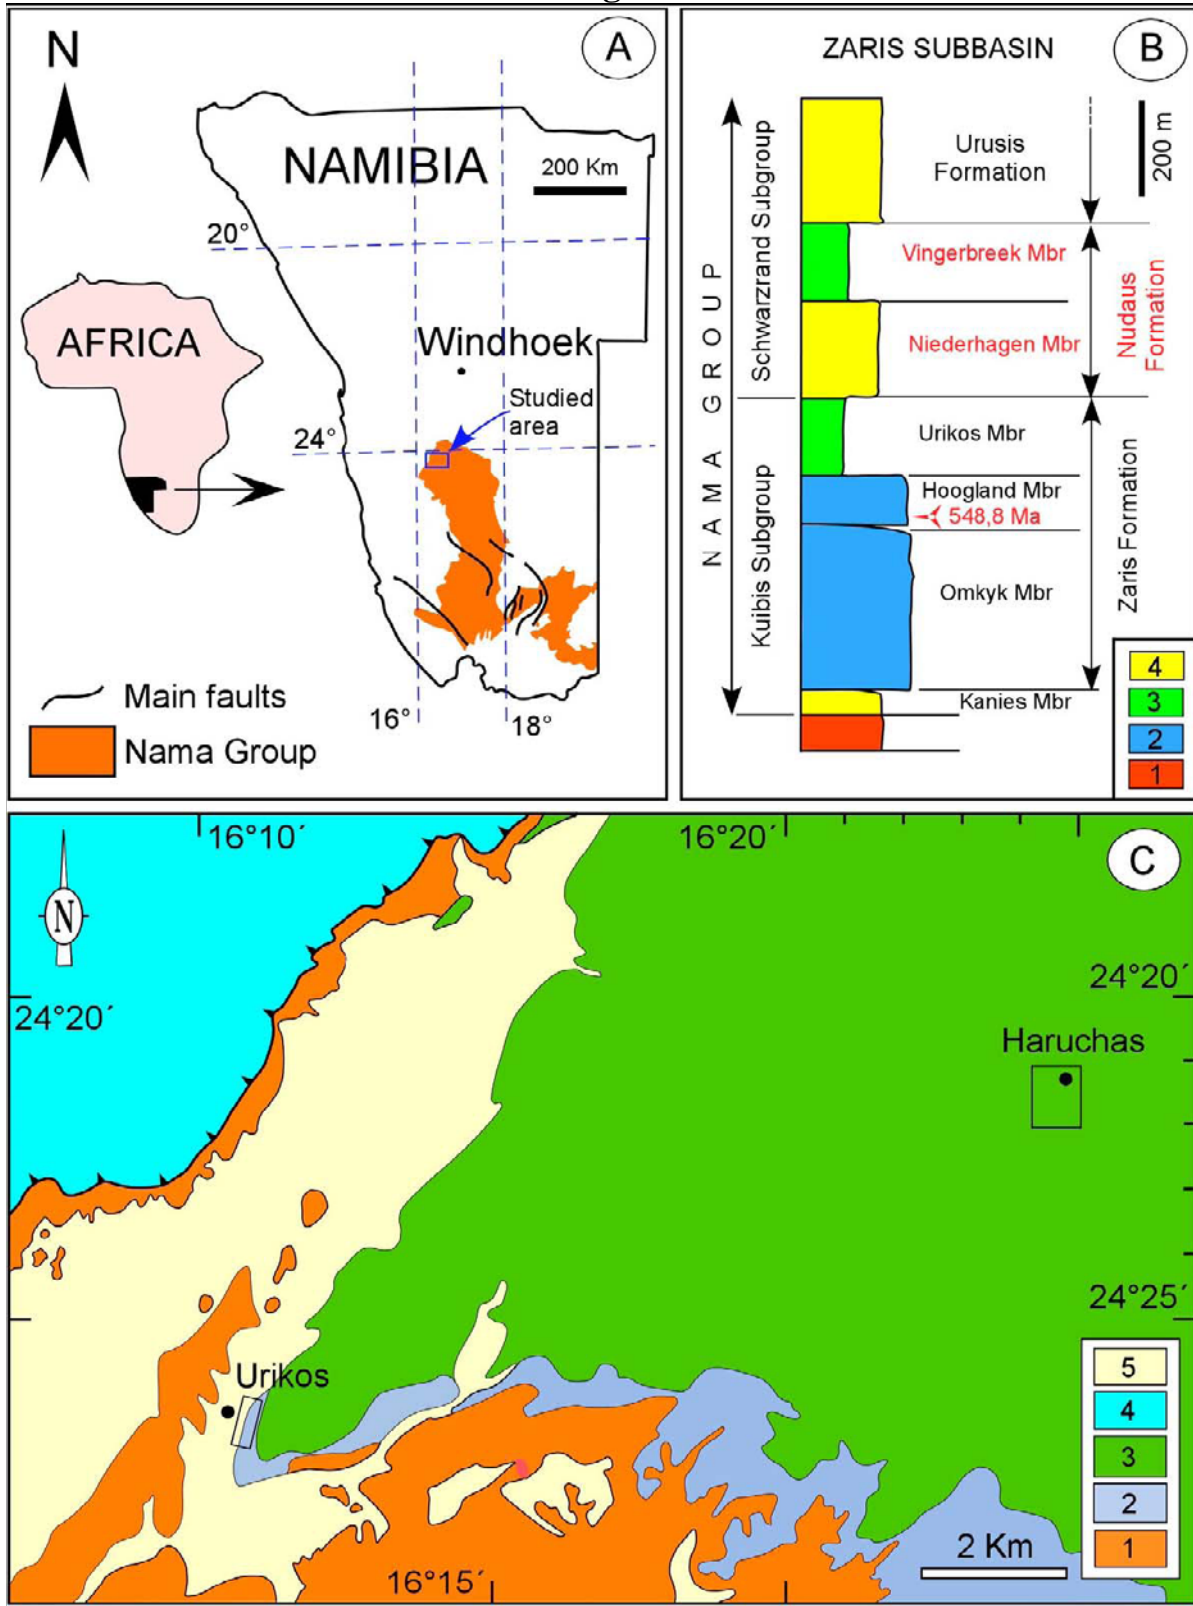 A
N
NAMIBIA
200 Km
20°
AFRICA
Windhoek
Studied
area
24°
Main faults
16°
18°
Nama Group
ZARIS SUBBASIN
B
200 m
NAMA GROUP
Schwarzrand Subgroup
Kuibis Subgroup
Urusis
Formation
Vingerbreek Mbr
Niederhagen Mbr
Nudaus
Formation
Urikos Mbr
Hoogland Mbr
548,8 Ma
Omkyk Mbr
Zaris Formation
Kanies Mbr
4
3
2
1
16°10´
16°20´
C
N
24°20´
24°20´
Haruchas
24°25´
Urikos
5
4
3
2
1
2 Km
16°15´